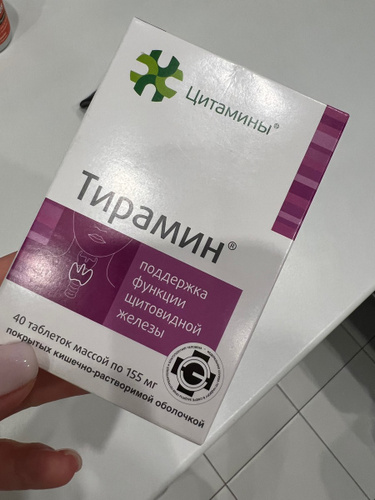 Цитамины®
Тирамин®
поддержка
функции
щитовидной
железы
40 таблеток массой по 155 мг
покрытых кишечно-растворимой оболочкой